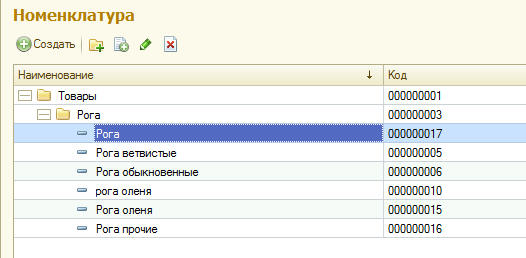 Номенклатура
Создать
Наименование Код
Товары 000000001
Рога 000000003
Рога 000000017
Рога ветвистые 000000005
Рога обыкновенные 000000006
рога оленя 000000010
Рога оленя 000000015
Рога прочие 000000016